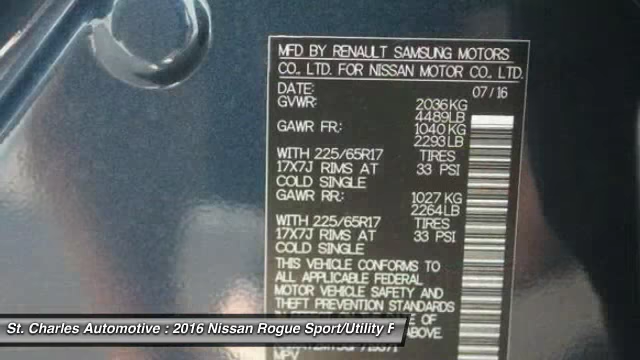 MFD BY RENAULT SAMSUNG MOTORS
CO., LTD. FOR NISSAN MOTOR CO., LTD.
DATE: 07/16
GVWR: 2036KG
4489LB
GAWR FR: 1040KG
2293LB
WITH 225/65R17 TIRES
17X7J RIMS AT 33 PSI
COLD SINGLE
GAWR RR: 1027KG
2264LB
WITH 225/65R17 TIRES
17X7J RIMS AT 33 PSI
COLD SINGLE
THIS VEHICLE CONFORMS TO
ALL APPLICABLE FEDERAL
MOTOR VEHICLE SAFETY AND
THEFT PREVENTION STANDARDS
ABOVE.
MPV
St. Charles Automotive : 2016 Nissan Rogue Sport/Utility